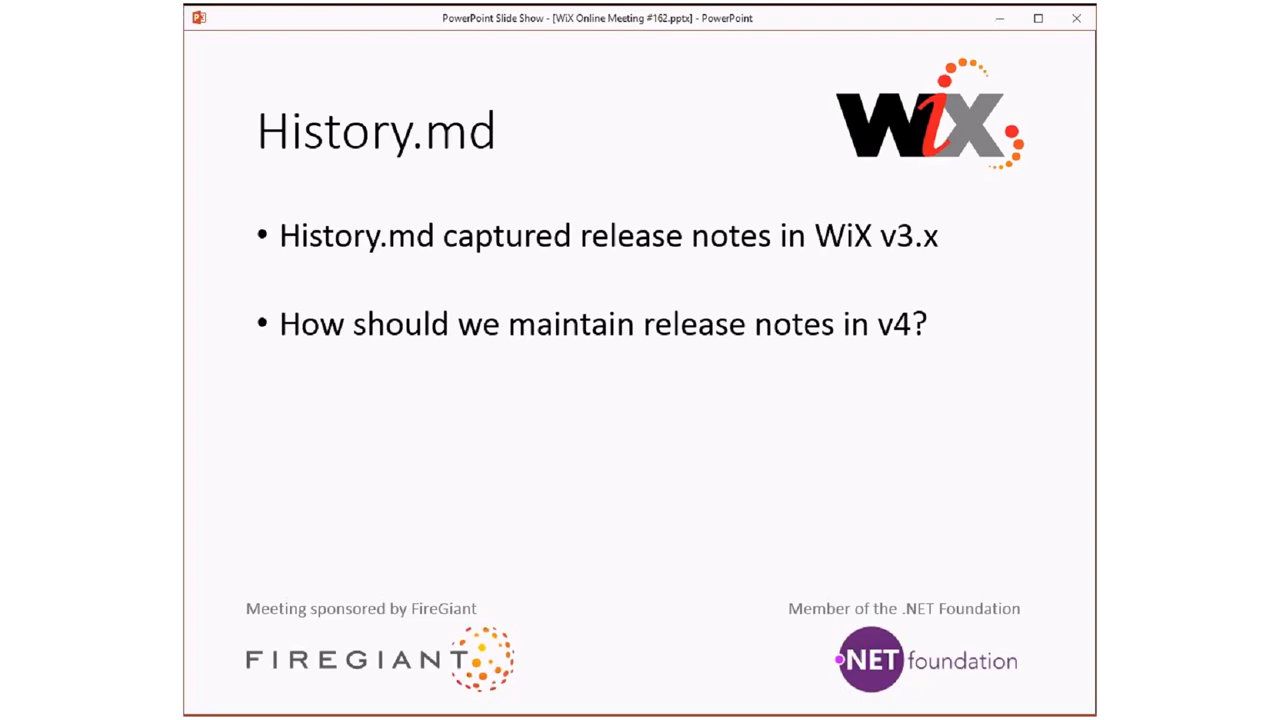 PowerPoint Slide Show - [WiX Online Meeting #162.pptx] - PowerPoint
WiX
History.md
• History.md captured release notes in WiX v3.x
• How should we maintain release notes in v4?
Meeting sponsored by FireGiant
Member of the .NET Foundation
FIREGIANT
.NET foundation